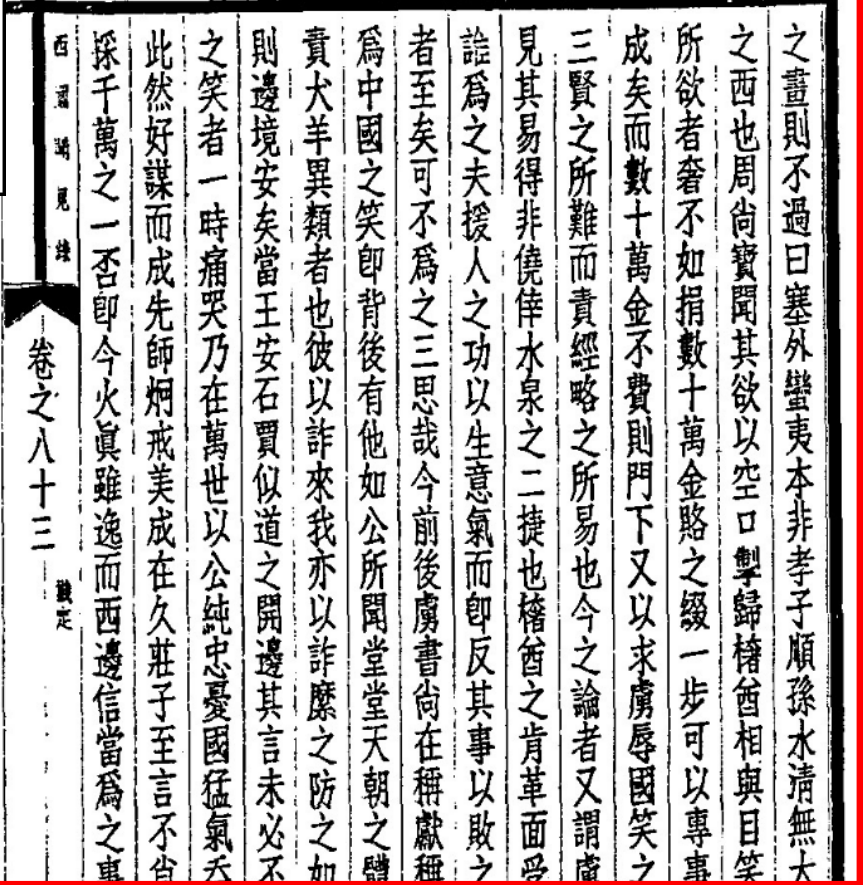 之畫則不過曰塞外蠻夷本非孝子順孫水清無大
之西也周尚寶聞其欲以空口掣歸㯭酋相與目笑
所欲者奢不如捐數十萬金賂之綴一步可以專事
成矣而數十萬金不費則門下又以求虜辱國笑之
三賢之所難而責經略之所易也今之論者又謂虜
見其易得非僥倖水泉之二捷也㯭酋之肯革面受
詿爲之夫援人之功以生意氣而卽反其事以敗之
者至矣可不爲之三思哉今前後虜書尚在稱獻稱
爲中國之笑卽背後有他如公所聞堂堂天朝之體
責犬羊異類者也彼以詐來我亦以詐縻之防之如
則邊境安矣當王安石賈似道之開邊其言未必不
之笑者一時痛哭乃在萬世以公純忠憂國猛氣吞
此然好謀而成先師炯戒美成在久莊子至言不肖
採千萬之一否卽今火眞雖逸而西邊信當爲之事
西園聞見錄
卷之八十三